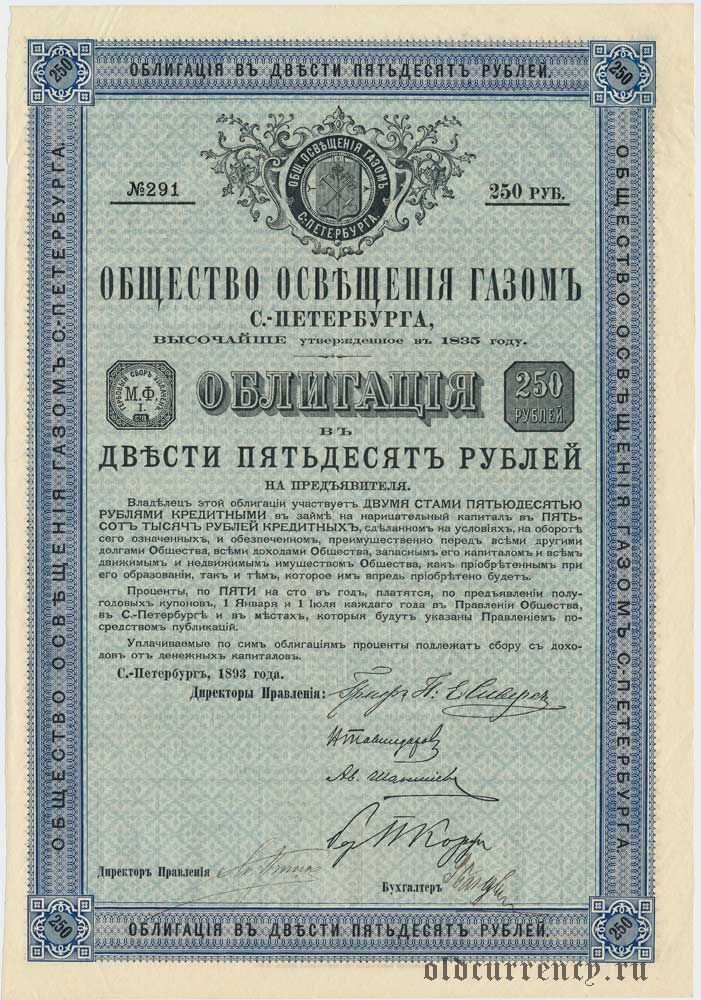 ОБЛИГАЦІЯ ВЪ ДВѢСТИ ПЯТЬДЕСЯТЪ РУБЛЕЙ.
250
250
ОБЩЕСТВО ОСВѢЩЕНІЯ ГАЗОМЪ С.-ПЕТЕРБУРГА.
ОБЩЕСТВО ОСВѢЩЕНІЯ ГАЗОМЪ С.-ПЕТЕРБУРГА.
ОБЩ. ОСВѢЩЕНІЯ ГАЗОМЪ
С.-ПЕТЕРБУРГА.
№291
250 РУБ.
ОБЩЕСТВО ОСВѢЩЕНІЯ ГАЗОМЪ
С.-ПЕТЕРБУРГА,
ВЫСОЧАЙШЕ утвержденное въ 1835 году.
ГЕРБОВЫЙ СБОРЪ УПЛАЧЕНЪ
М.Ф.
I.
СП.
ОБЛИГАЦІЯ
250
РУБЛЕЙ
ВЪ
ДВѢСТИ ПЯТЬДЕСЯТЪ РУБЛЕЙ
НА ПРЕДЪЯВИТЕЛЯ.
Владѣлецъ этой облигаціи участвуетъ ДВУМЯ СТАМИ ПЯТЬЮДЕСЯТЬЮ
РУБЛЯМИ КРЕДИТНЫМИ въ займѣ, на нарицательный капиталъ въ ПЯТЬ-
СОТЪ ТЫСЯЧЪ РУБЛЕЙ КРЕДИТНЫХЪ, сдѣланномъ на условіяхъ, на оборотѣ
сего означенныхъ, и обезпеченномъ, преимущественно передъ всѣми другими
долгами Общества, всѣми доходами Общества, запаснымъ его капиталомъ и всѣмъ
движимымъ и недвижимымъ имуществомъ Общества, какъ пріобрѣтеннымъ при
его образованіи, такъ и тѣмъ, которое имъ впредь пріобрѣтено будетъ.
Проценты, по ПЯТИ на сто въ годъ, платятся, по предъявленіи полу-
годовыхъ купоновъ, 1 Января и 1 Іюля каждаго года въ Правленіи Общества,
въ С.-Петербургѣ и въ мѣстахъ, которыя будутъ указаны Правленіемъ по-
средствомъ публикацій.
Уплачиваемые по симъ облигаціямъ проценты подлежатъ сбору съ дохо-
довъ отъ денежныхъ капиталовъ.
С.-Петербургъ, 1893 года.
Директоры Правленія:
Директоръ Правленія
Бухгалтеръ
250
250
ОБЛИГАЦІЯ ВЪ ДВѢСТИ ПЯТЬДЕСЯТЪ РУБЛЕЙ.
oldcurrency.ru